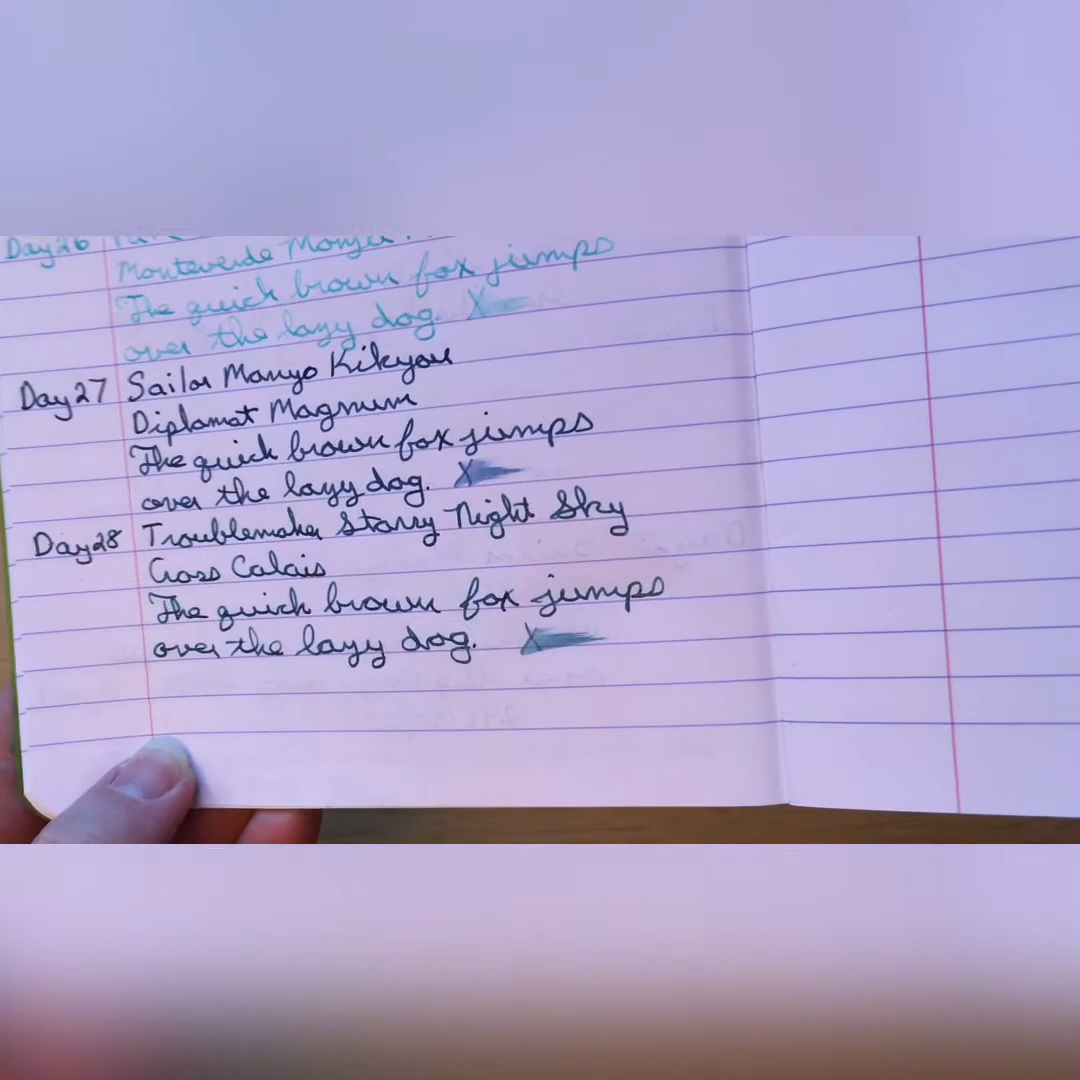 Day 26
Monteverde Monza
The quick brown fox jumps
over the lazy dog. X
Day 27 Sailor Manyo Kikyou
Diplomat Magnum
The quick brown fox jumps
over the lazy dog. X
Day 28 Troublemaker Starry Night Sky
Cross Calais
The quick brown fox jumps
over the lazy dog. X